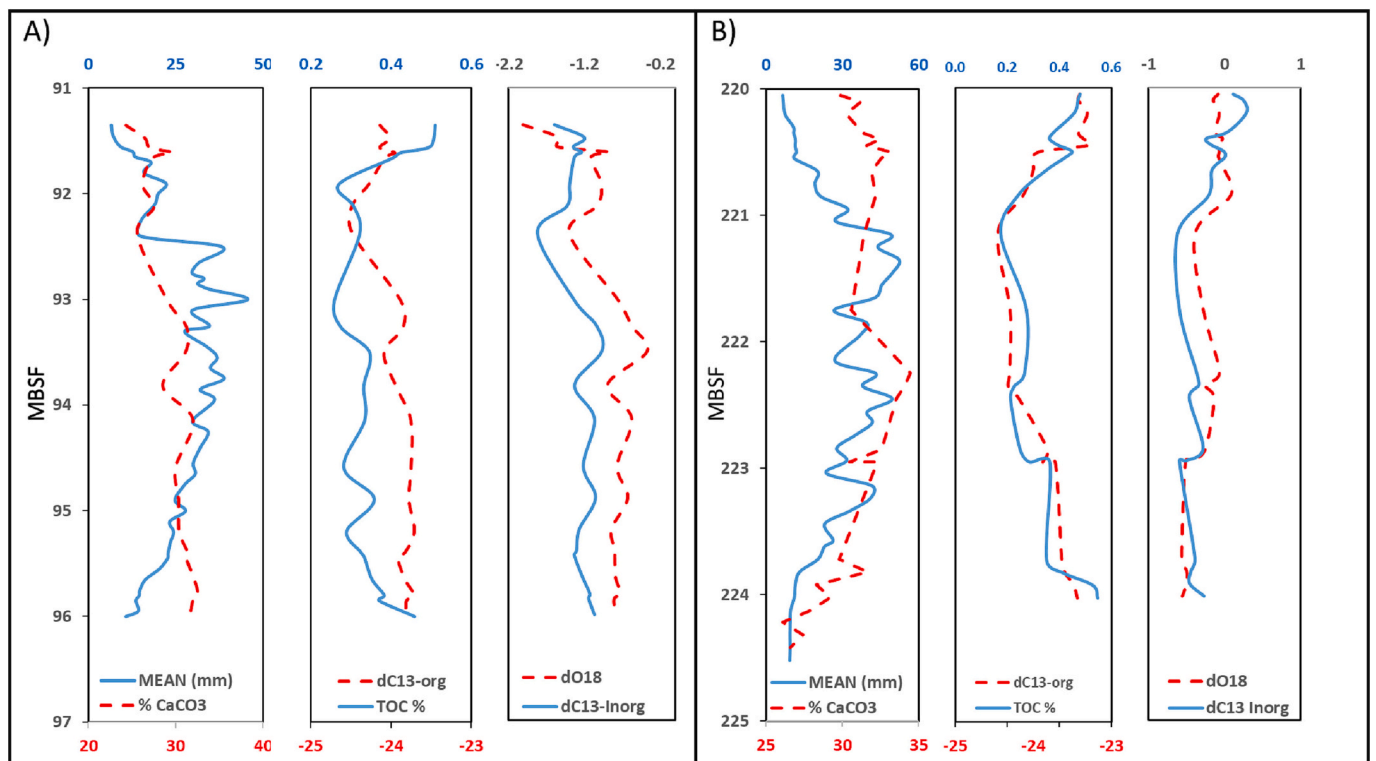 A)
0 25 50
0.2 0.4 0.6
-2.2 -1.2 -0.2
91
92
93
94
95
96
97
MBSF
MEAN (mm)
% CaCO3
dC13-org
TOC %
dO18
dC13-Inorg
20 30 40
-25 -24 -23
B)
0 30 60
0.0 0.2 0.4 0.6
-1 0 1
220
221
222
223
224
225
MBSF
MEAN (mm)
% CaCO3
dC13-org
TOC %
dO18
dC13 Inorg
25 30 35
-25 -24 -23